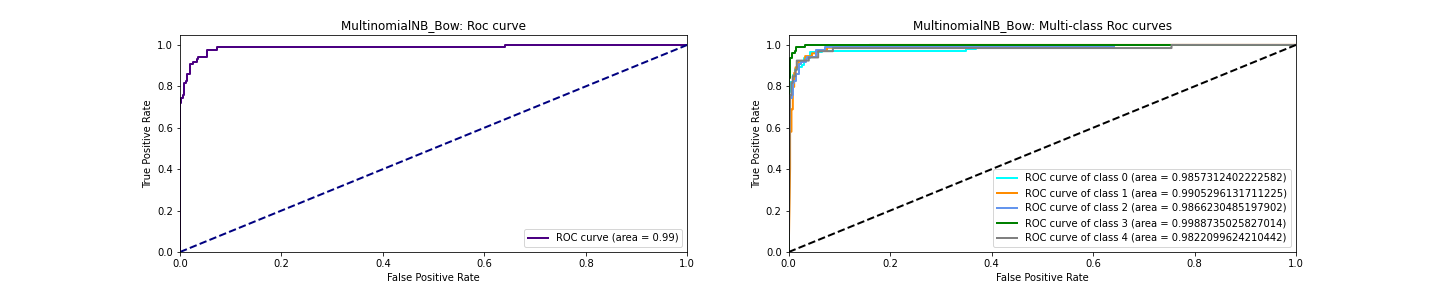 MultinomialNB_Bow: Roc curve
1.0
0.8
0.6
0.4
0.2
0.0
True Positive Rate
ROC curve (area = 0.99)
0.0 0.2 0.4 0.6 0.8 1.0
False Positive Rate
MultinomialNB_Bow: Multi-class Roc curves
1.0
0.8
0.6
0.4
0.2
0.0
True Positive Rate
ROC curve of class 0 (area = 0.9857312402222582)
ROC curve of class 1 (area = 0.9905296131711225)
ROC curve of class 2 (area = 0.9866230485197902)
ROC curve of class 3 (area = 0.998873502582​7014)
ROC curve of class 4 (area = 0.9822099624210442)
0.0 0.2 0.4 0.6 0.8 1.0
False Positive Rate